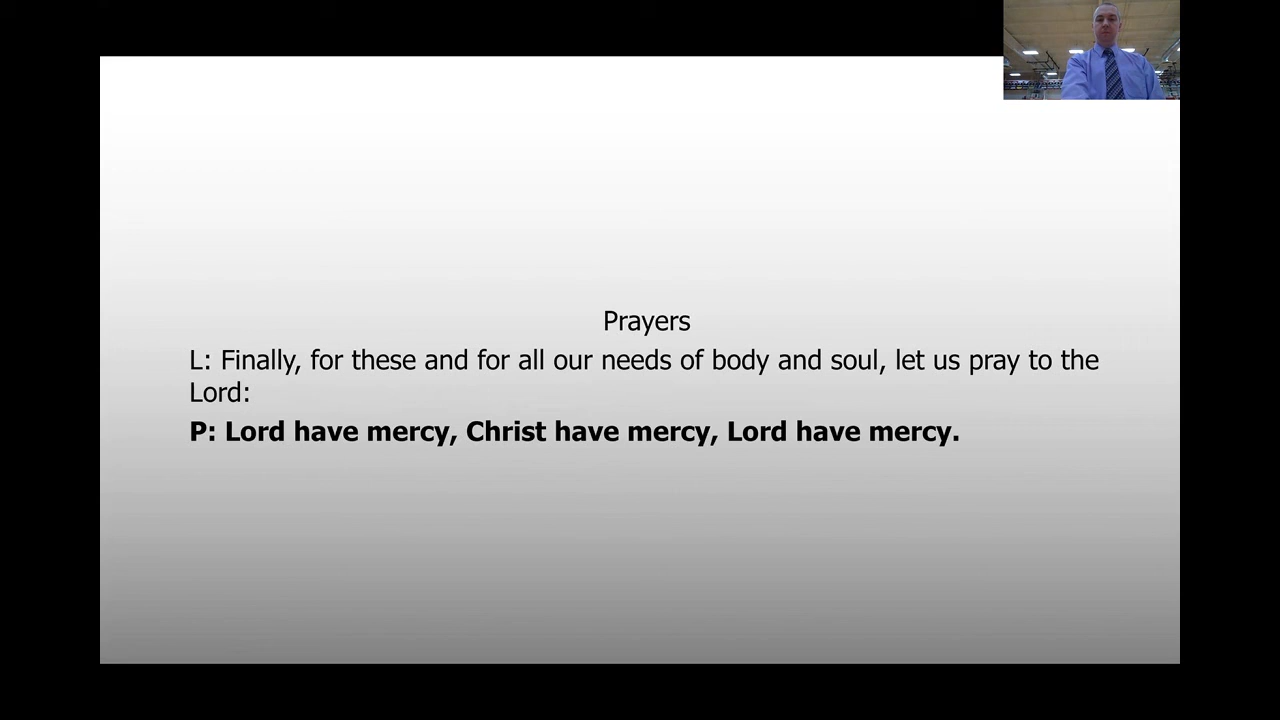 Prayers
L: Finally, for these and for all our needs of body and soul, let us pray to the
Lord:
P: Lord have mercy, Christ have mercy, Lord have mercy.